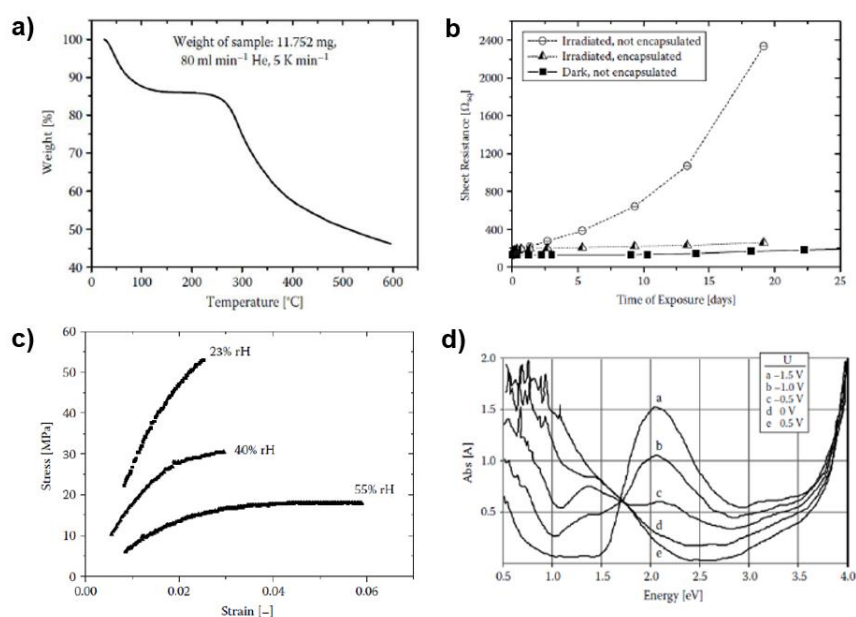 a)
Weight of sample: 11.752 mg,
80 ml min⁻¹ He, 5 K min⁻¹
Weight [%]
100
90
80
70
60
50
40
0 100 200 300 400 500 600
Temperature [°C]
b
Irradiated, not encapsulated
Irradiated, encapsulated
Dark, not encapsulated
Sheet Resistance [Ωsq]
2400
2000
1600
1200
800
400
0
0 5 10 15 20 25
Time of Exposure [days]
c)
23% rH
40% rH
55% rH
Stress [MPa]
60
50
40
30
20
10
0
0.00 0.02 0.04 0.06
Strain [–]
d)
U
a –1.5 V
b –1.0 V
c –0.5 V
d 0 V
e 0.5 V
a
b
c
d
e
Abs [A]
2.0
1.5
1.0
0.5
0.5 1.0 1.5 2.0 2.5 3.0 3.5 4.0
Energy [eV]